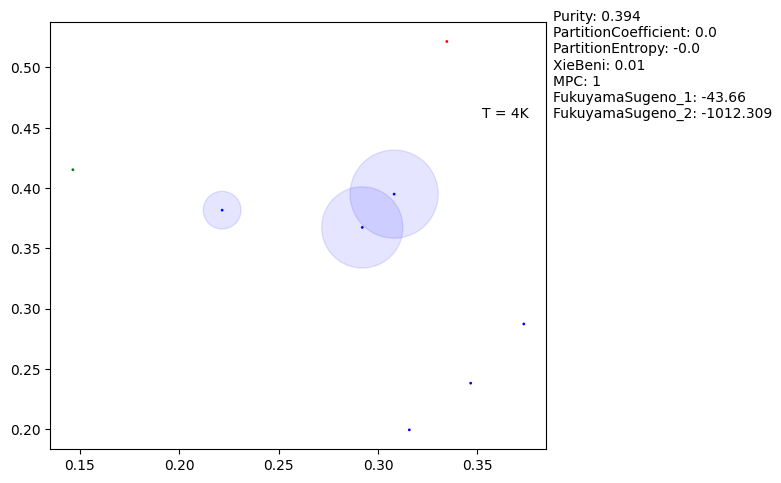 Purity: 0.394
PartitionCoefficient: 0.0
PartitionEntropy: -0.0
XieBeni: 0.01
MPC: 1
FukuyamaSugeno_1: -43.66
FukuyamaSugeno_2: -1012.309
T = 4K
0.50
0.45
0.40
0.35
0.30
0.25
0.20
0.15 0.20 0.25 0.30 0.35